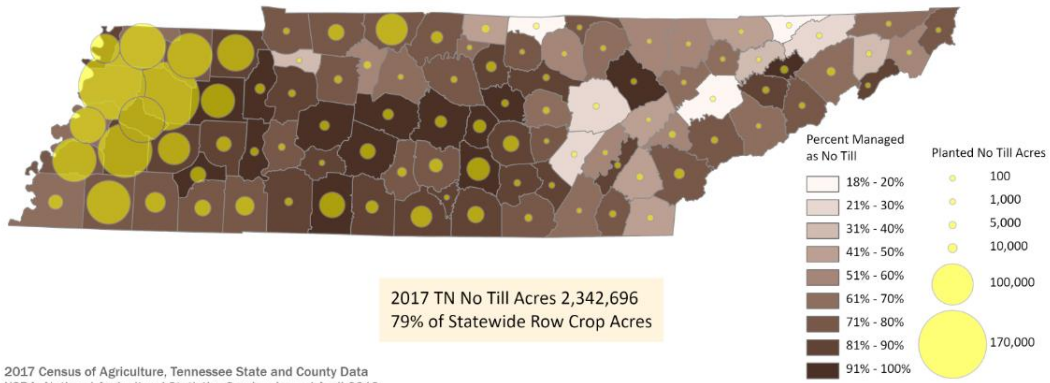 Percent Managed
as No Till
18% - 20%
21% - 30%
31% - 40%
41% - 50%
51% - 60%
61% - 70%
71% - 80%
81% - 90%
91% - 100%
Planted No Till Acres
100
1,000
5,000
10,000
100,000
170,000
2017 TN No Till Acres 2,342,696
79% of Statewide Row Crop Acres
2017 Census of Agriculture, Tennessee State and County Data